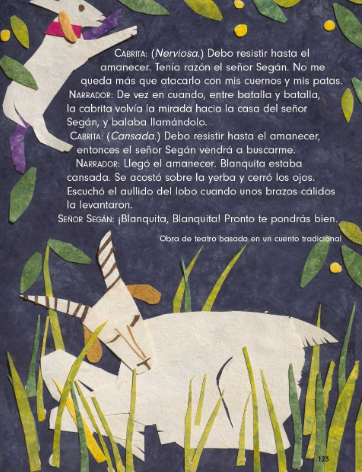 CABRITA: (Nerviosa.) Debo resistir hasta el
amanecer. Tenía razón el señor Segán. No me
queda más que atacarlo con mis cuernos y mis patas.
NARRADOR: De vez en cuando, entre batalla y batalla,
la cabrita volvía la mirada hacia la casa del señor
Segán, y balaba llamándolo.
CABRITA: (Cansada.) Debo resistir hasta el amanecer,
entonces el señor Segán vendrá a buscarme.
NARRADOR: Llegó el amanecer. Blanquita estaba
cansada. Se acostó sobre la yerba y cerró los ojos.
Escuchó el aullido del lobo cuando unos brazos cálidos
la levantaron.
SEÑOR SEGÁN: ¡Blanquita, Blanquita! Pronto te pondrás bien.
Obra de teatro basada en un cuento tradicional
123